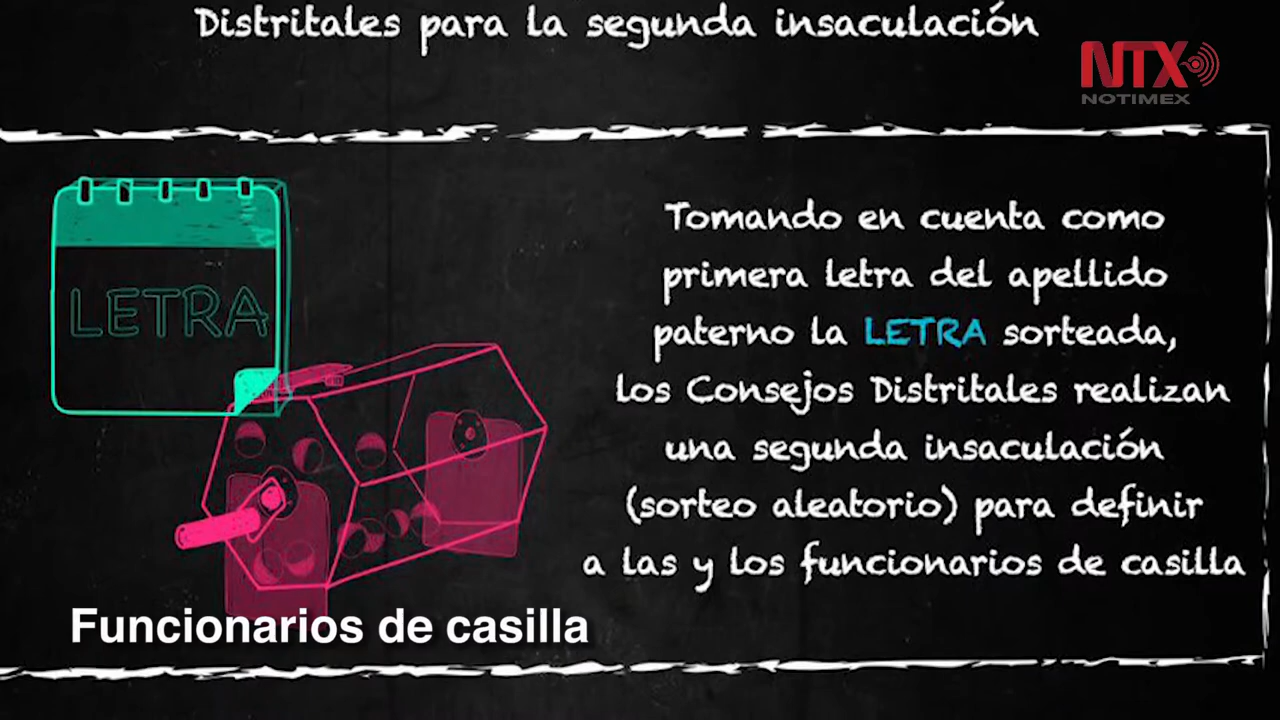 Distritales para la segunda insaculación
NTX
NOTIMEX
LETRA
Tomando en cuenta como
primera letra del apellido
paterno la LETRA sorteada,
los Consejos Distritales realizan
una segunda insaculación
(sorteo aleatorio) para definir
a las y los funcionarios de casilla
Funcionarios de casilla